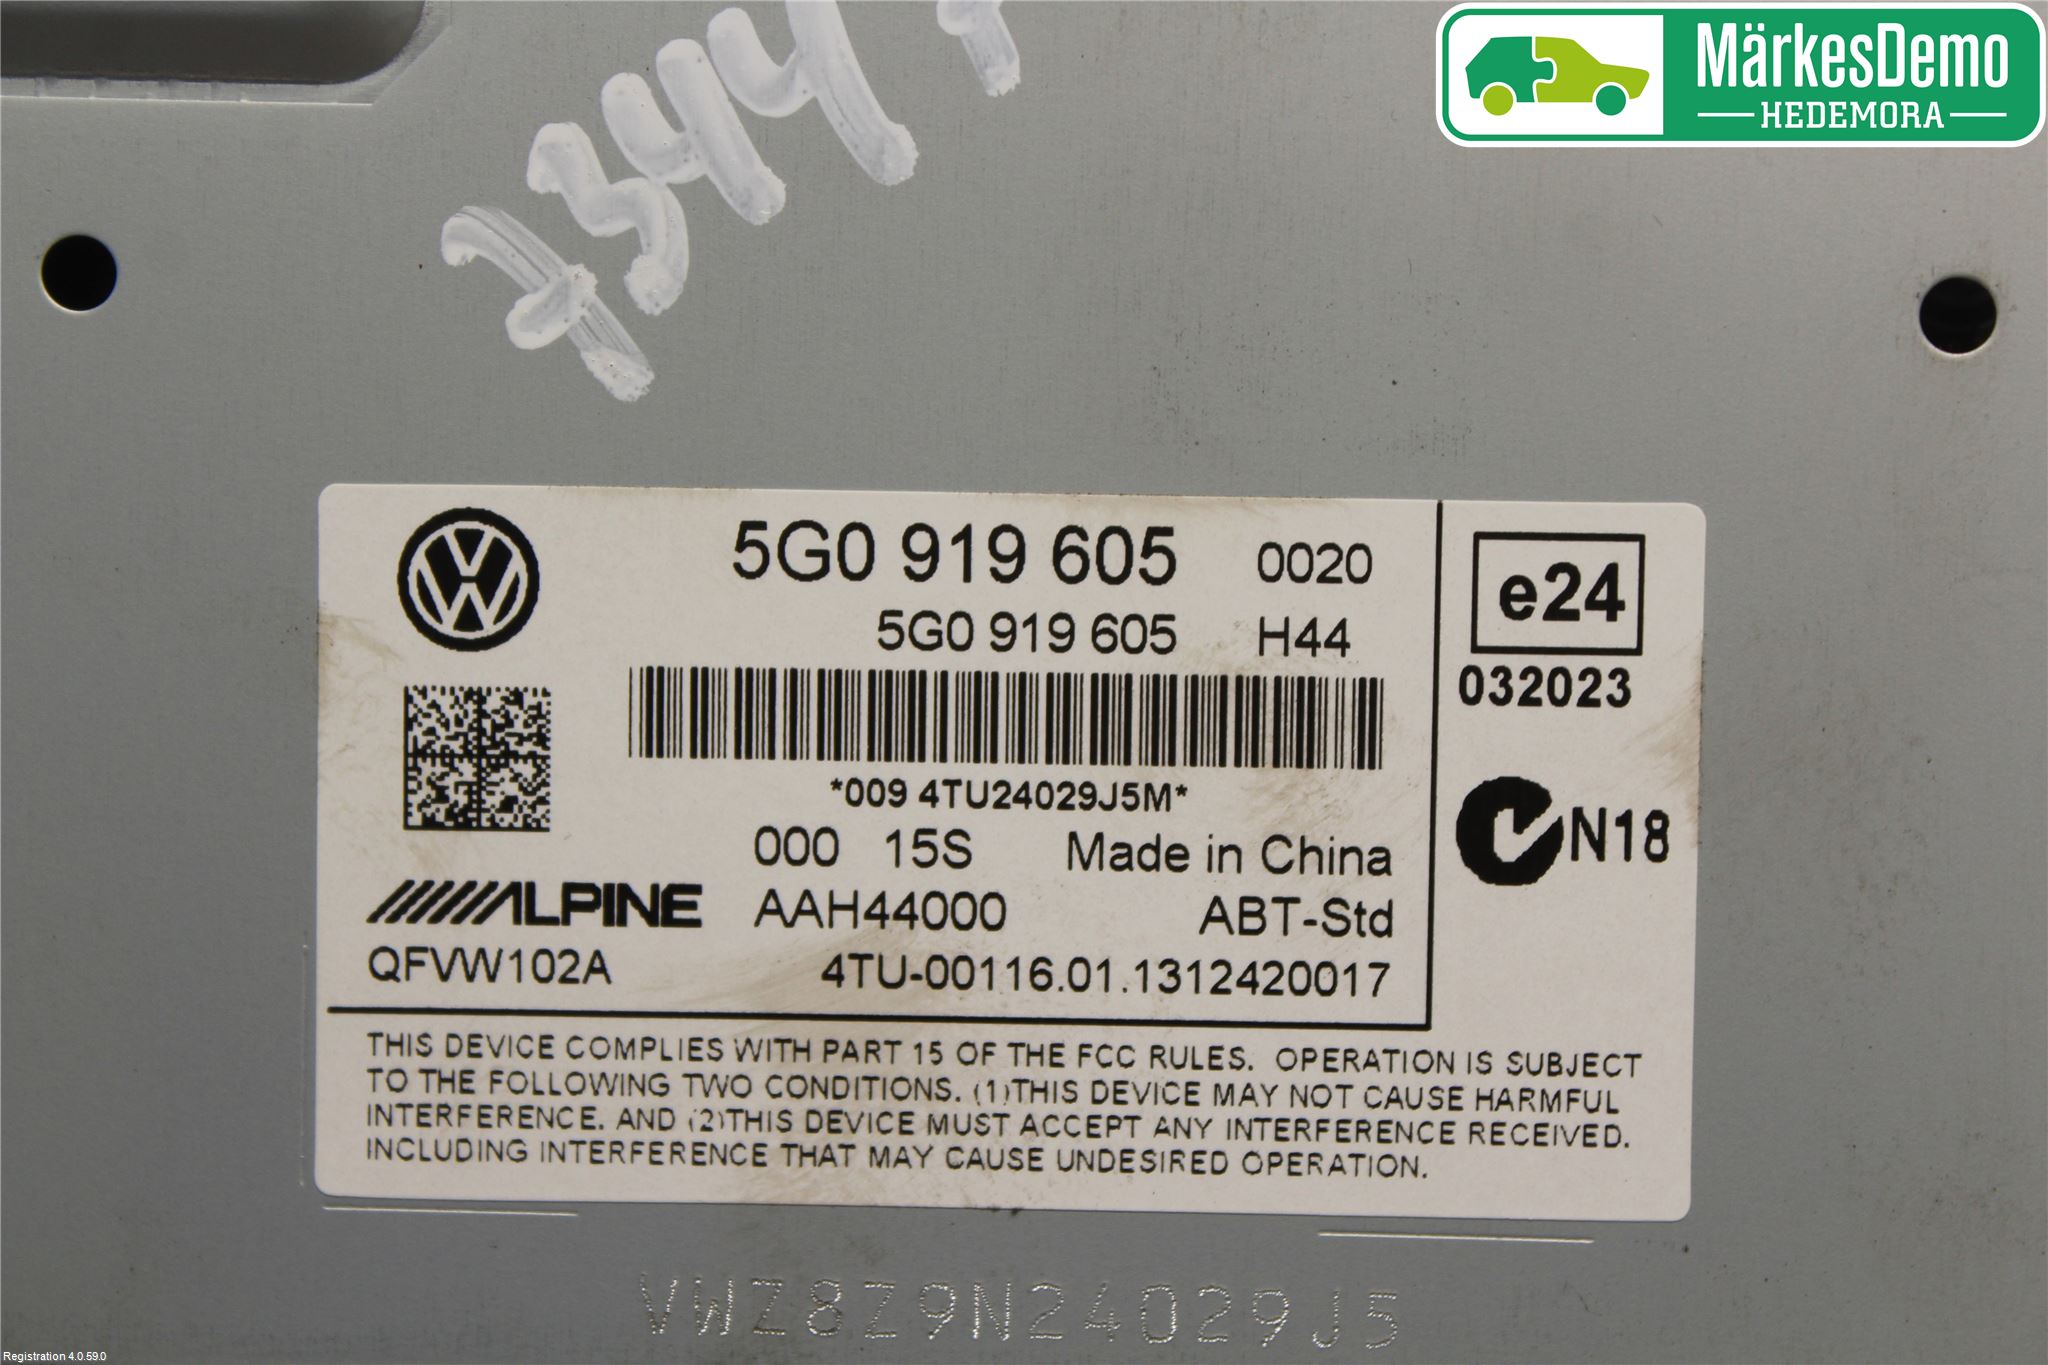 MärkesDemo
HEDEMORA
5G0 919 605 0020
5G0 919 605 H44
*009 4TU24029J5M*
000 15S Made in China
ALPINE AAH44000 ABT-Std
QFVW102A 4TU-00116.01.1312420017
e24
032023
N18
THIS DEVICE COMPLIES WITH PART 15 OF THE FCC RULES. OPERATION IS SUBJECT
TO THE FOLLOWING TWO CONDITIONS. (1)THIS DEVICE MAY NOT CAUSE HARMFUL
INTERFERENCE. AND (2)THIS DEVICE MUST ACCEPT ANY INTERFERENCE RECEIVED.
INCLUDING INTERFERENCE THAT MAY CAUSE UNDESIRED OPERATION.
VWZ8Z9N24029J5
Registration 4.0.59.0